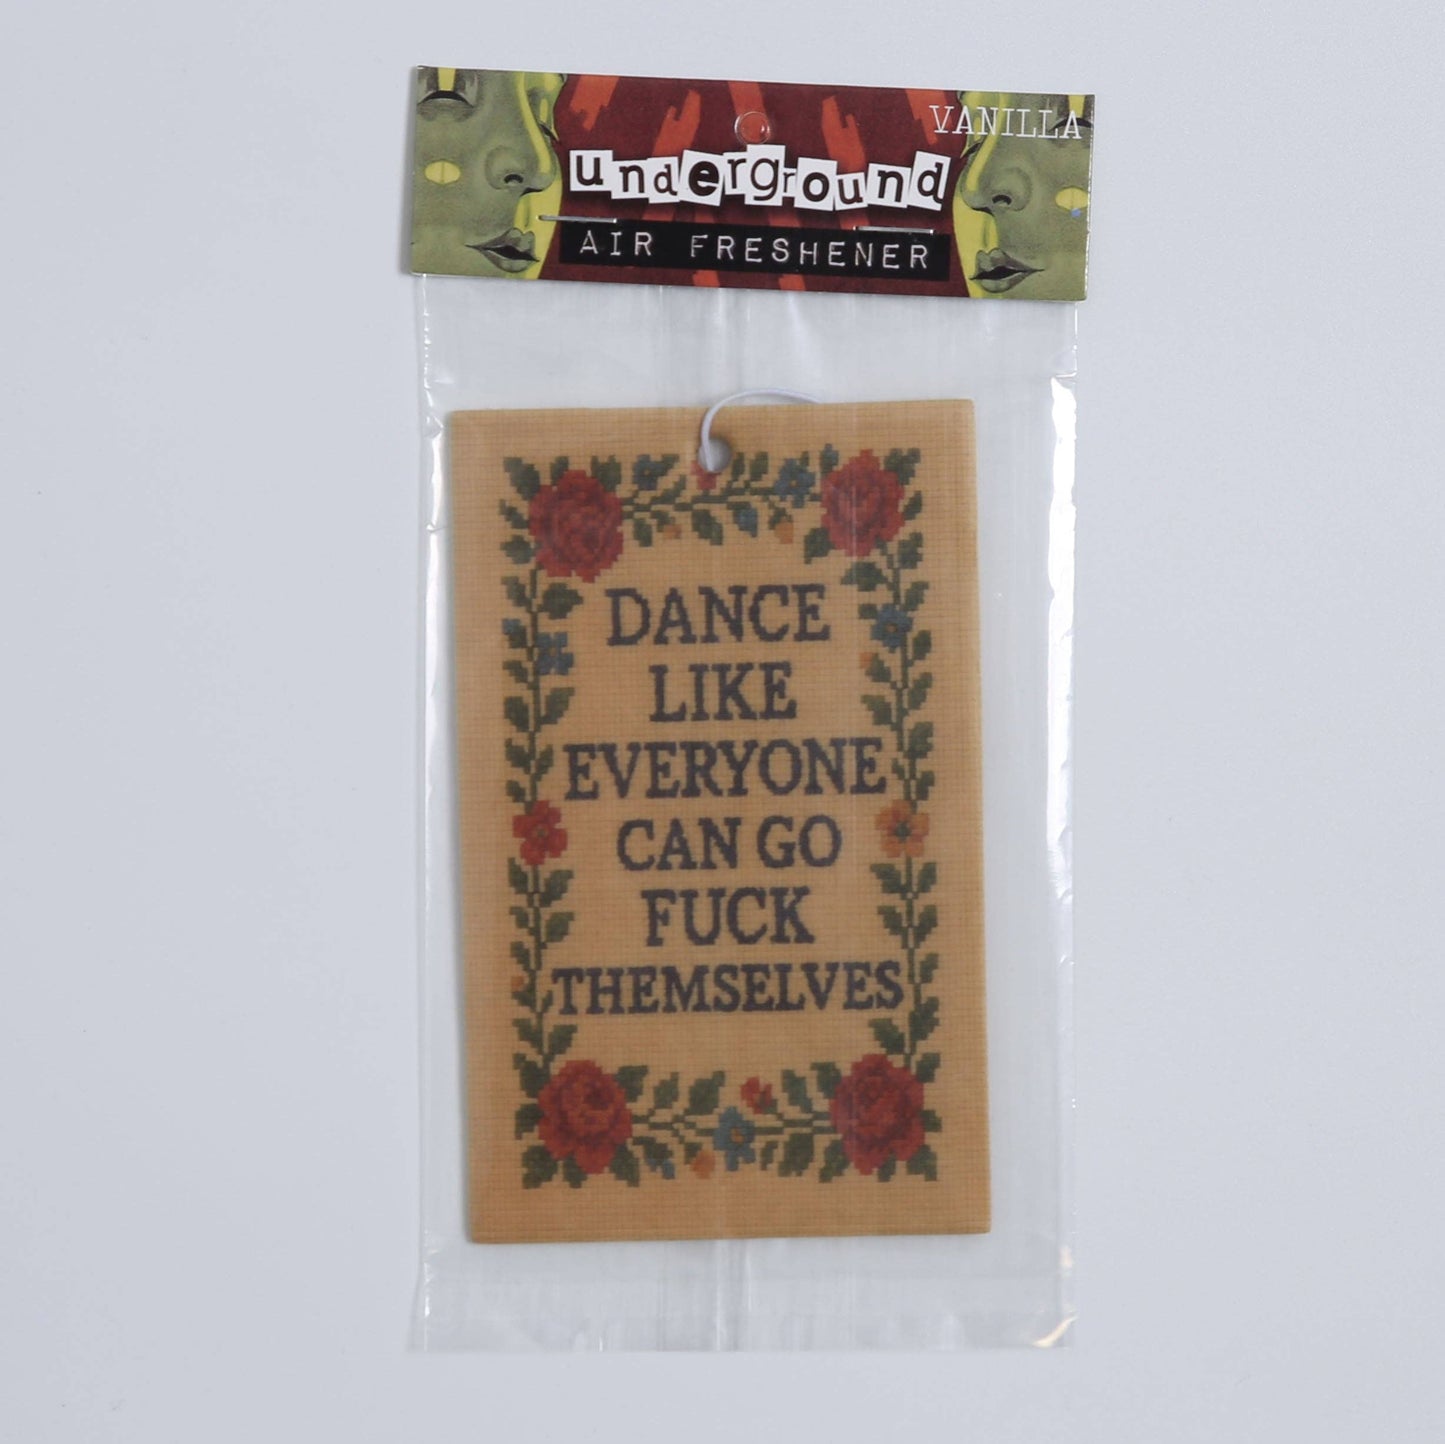 VANILLA
underground
AIR FRESHENER
DANCE
LIKE
EVERYONE
CAN GO
FUCK
THEMSELVES